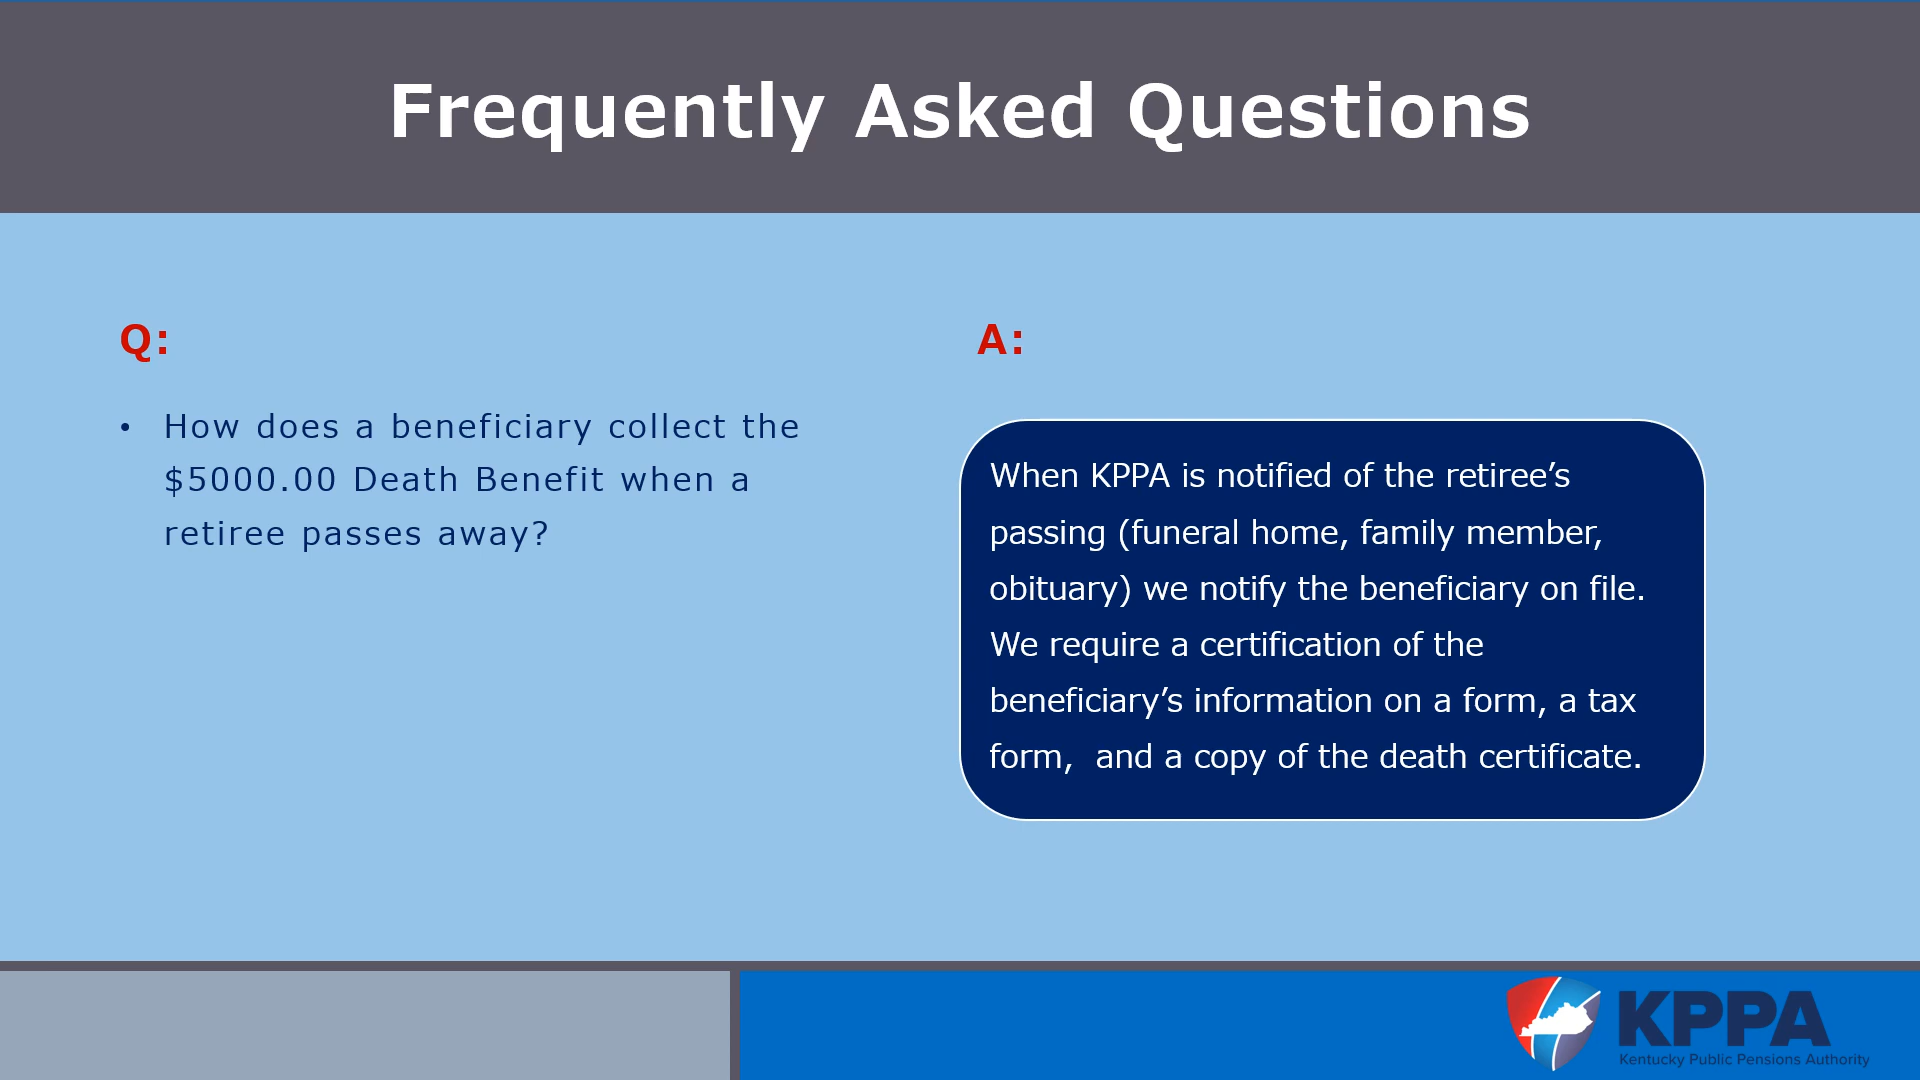 Frequently Asked Questions
Q:
• How does a beneficiary collect the
$5000.00 Death Benefit when a
retiree passes away?
A:
When KPPA is notified of the retiree’s
passing (funeral home, family member,
obituary) we notify the beneficiary on file.
We require a certification of the
beneficiary’s information on a form, a tax
form,  and a copy of the death certificate.
KPPA
Kentucky Public Pensions Authority